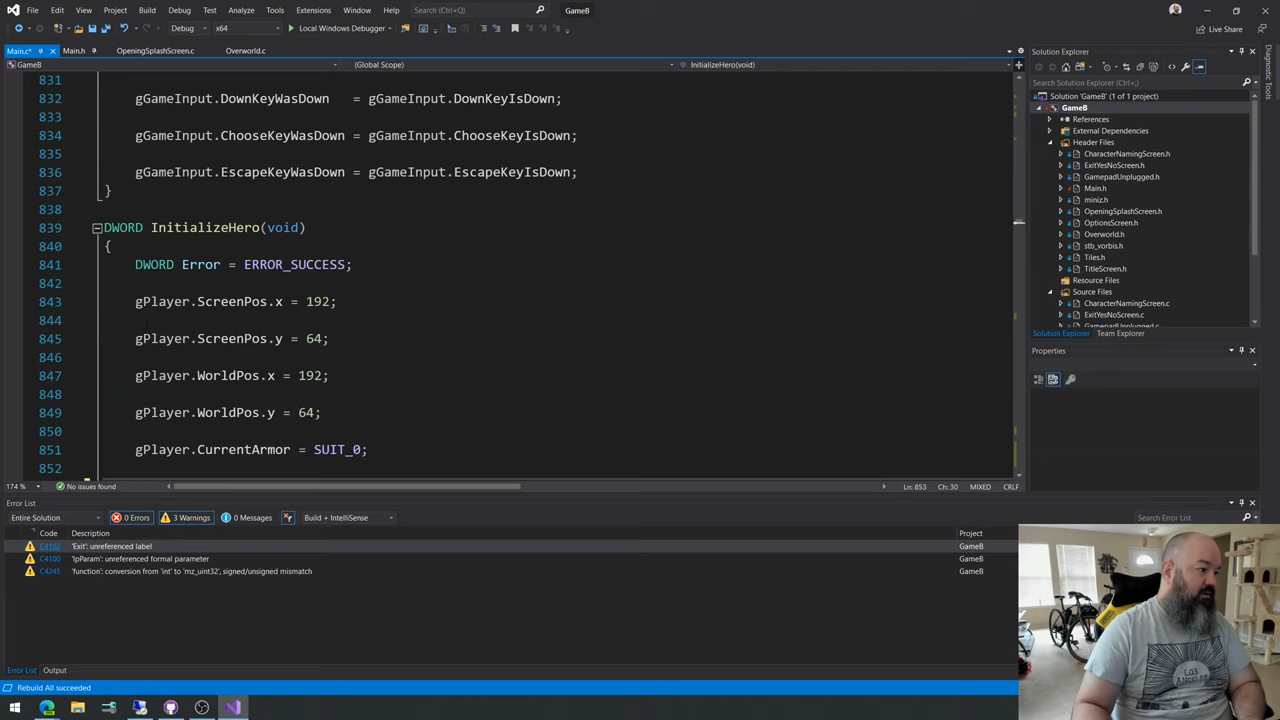 File Edit View Git Project Build Debug Test Analyze Tools Extensions Window Help Search (Ctrl+Q) GameB
Debug x64 Local Windows Debugger Live Share
Main.c* Main.h OpeningSplashScreen.c Overworld.c
GameB (Global Scope) InitializeHero(void)
831
832 gGameInput.DownKeyWasDown = gGameInput.DownKeyIsDown;
833
834 gGameInput.ChooseKeyWasDown = gGameInput.ChooseKeyIsDown;
835
836 gGameInput.EscapeKeyWasDown = gGameInput.EscapeKeyIsDown;
837 }
838
839 DWORD InitializeHero(void)
840 {
841 DWORD Error = ERROR_SUCCESS;
842
843 gPlayer.ScreenPos.x = 192;
844
845 gPlayer.ScreenPos.y = 64;
846
847 gPlayer.WorldPos.x = 192;
848
849 gPlayer.WorldPos.y = 64;
850
851 gPlayer.CurrentArmor = SUIT_0;
852
174 % No issues found Ln: 853 Ch: 30 MIXED CRLF
Solution Explorer
Search Solution Explorer (Ctrl+;)
Solution 'GameB' (1 of 1 project)
GameB
References
External Dependencies
Header Files
CharacterNamingScreen.h
ExitYesNoScreen.h
GamepadUnplugged.h
Main.h
miniz.h
OpeningSplashScreen.h
OptionsScreen.h
Overworld.h
stb_vorbis.h
Tiles.h
TitleScreen.h
Resource Files
Source Files
CharacterNamingScreen.c
ExitYesNoScreen.c
GamepadUnplugged.c
Solution Explorer Team Explorer
Properties
Diagnostic Tools
Error List
Entire Solution 0 Errors 3 Warnings 0 Messages Build + IntelliSense Search Error List
Code Description Project
C4102 'Exit': unreferenced label GameB
C4100 'lpParam': unreferenced formal parameter GameB
C4245 'function': conversion from 'int' to 'mz_uint32', signed/unsigned mismatch GameB
Error List Output
Rebuild All succeeded
LOS ANGELES